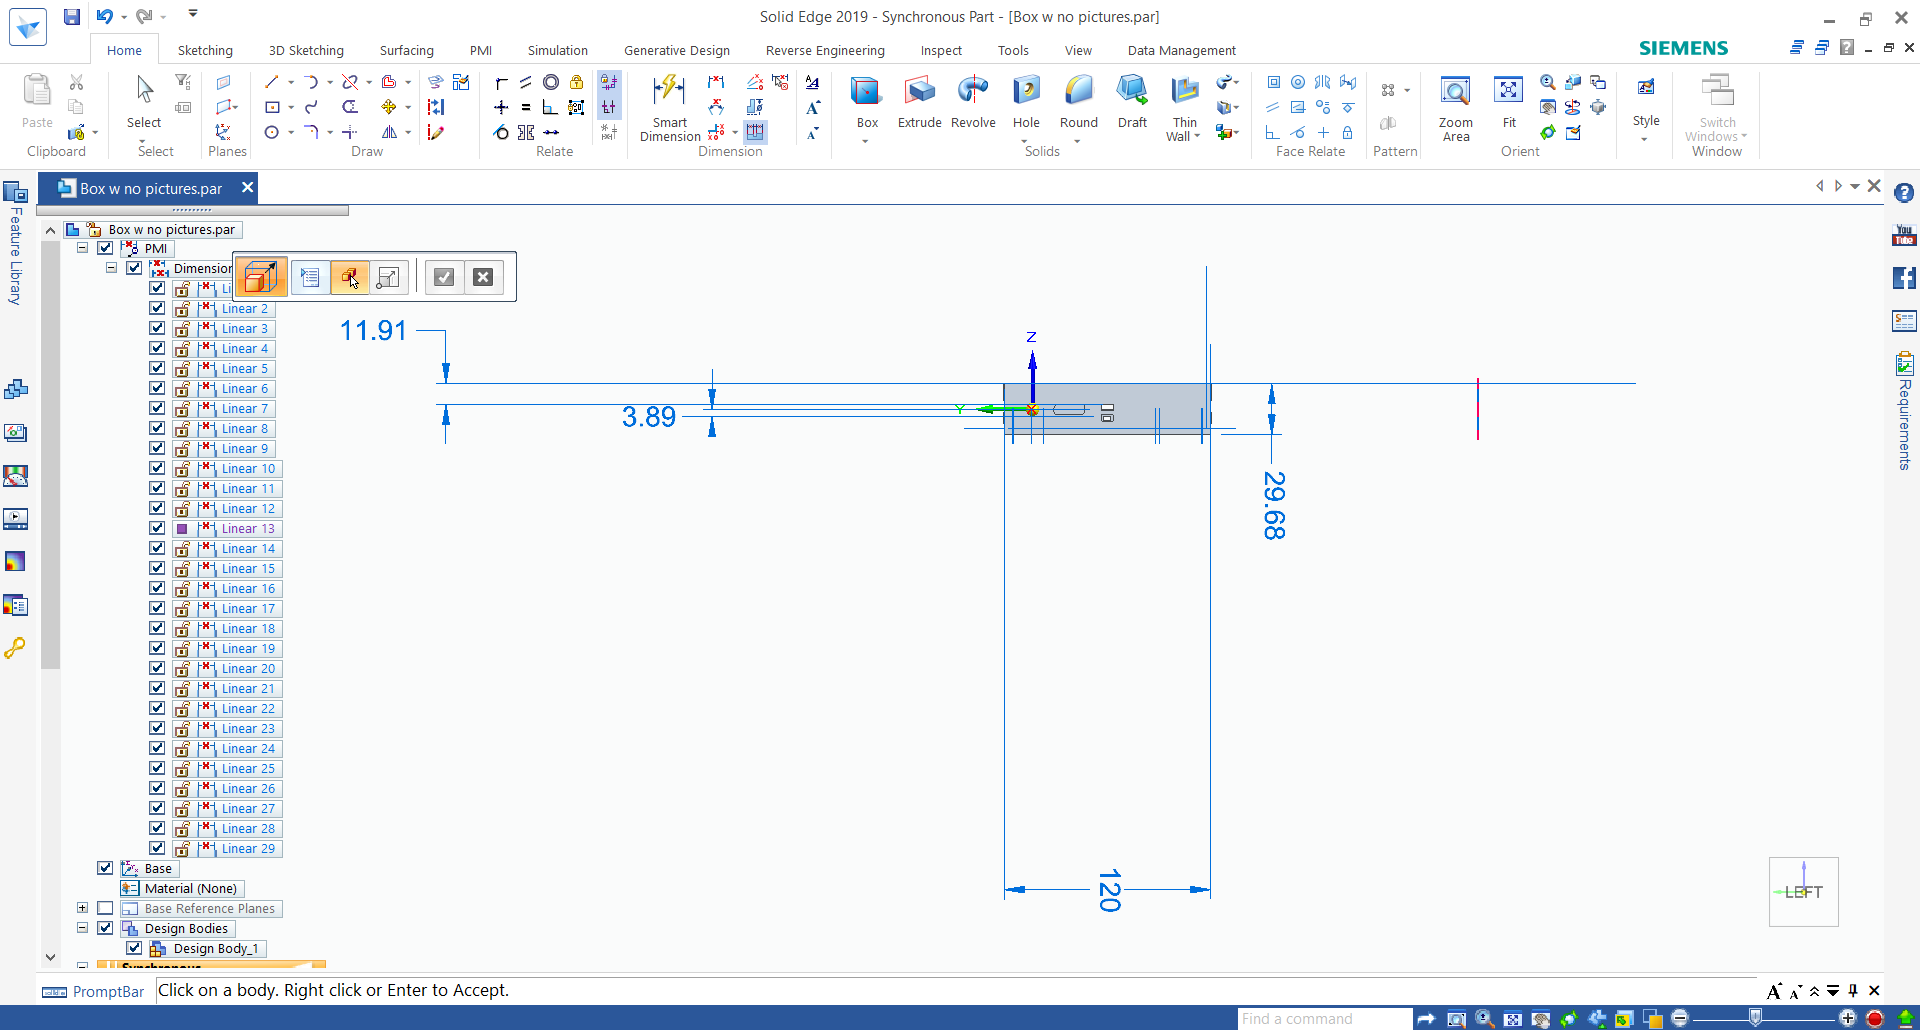 Solid Edge 2019 - Synchronous Part - [Box w no pictures.par]
Home Sketching 3D Sketching Surfacing PMI Simulation Generative Design Reverse Engineering Inspect Tools View Data Management
SIEMENS
Paste
Clipboard
Select
Select
Planes
Draw
Relate
Smart Dimension
Dimension
Box
Extrude
Revolve
Hole
Round
Draft
Thin Wall
Solids
Face Relate
Pattern
Zoom Area
Fit
Orient
Style
Switch Windows
Window
Box w no pictures.par
Feature Library
Box w no pictures.par
PMI
Dimension
Li
Linear 2
Linear 3
Linear 4
Linear 5
Linear 6
Linear 7
Linear 8
Linear 9
Linear 10
Linear 11
Linear 12
Linear 13
Linear 14
Linear 15
Linear 16
Linear 17
Linear 18
Linear 19
Linear 20
Linear 21
Linear 22
Linear 23
Linear 24
Linear 25
Linear 26
Linear 27
Linear 28
Linear 29
Base
Material (None)
Base Reference Planes
Design Bodies
Design Body_1
Synchronous
11.91
3.89
Z
Y
29.68
120
LEFT
You Tube
Requirements
PromptBar
Click on a body. Right click or Enter to Accept.
Find a command